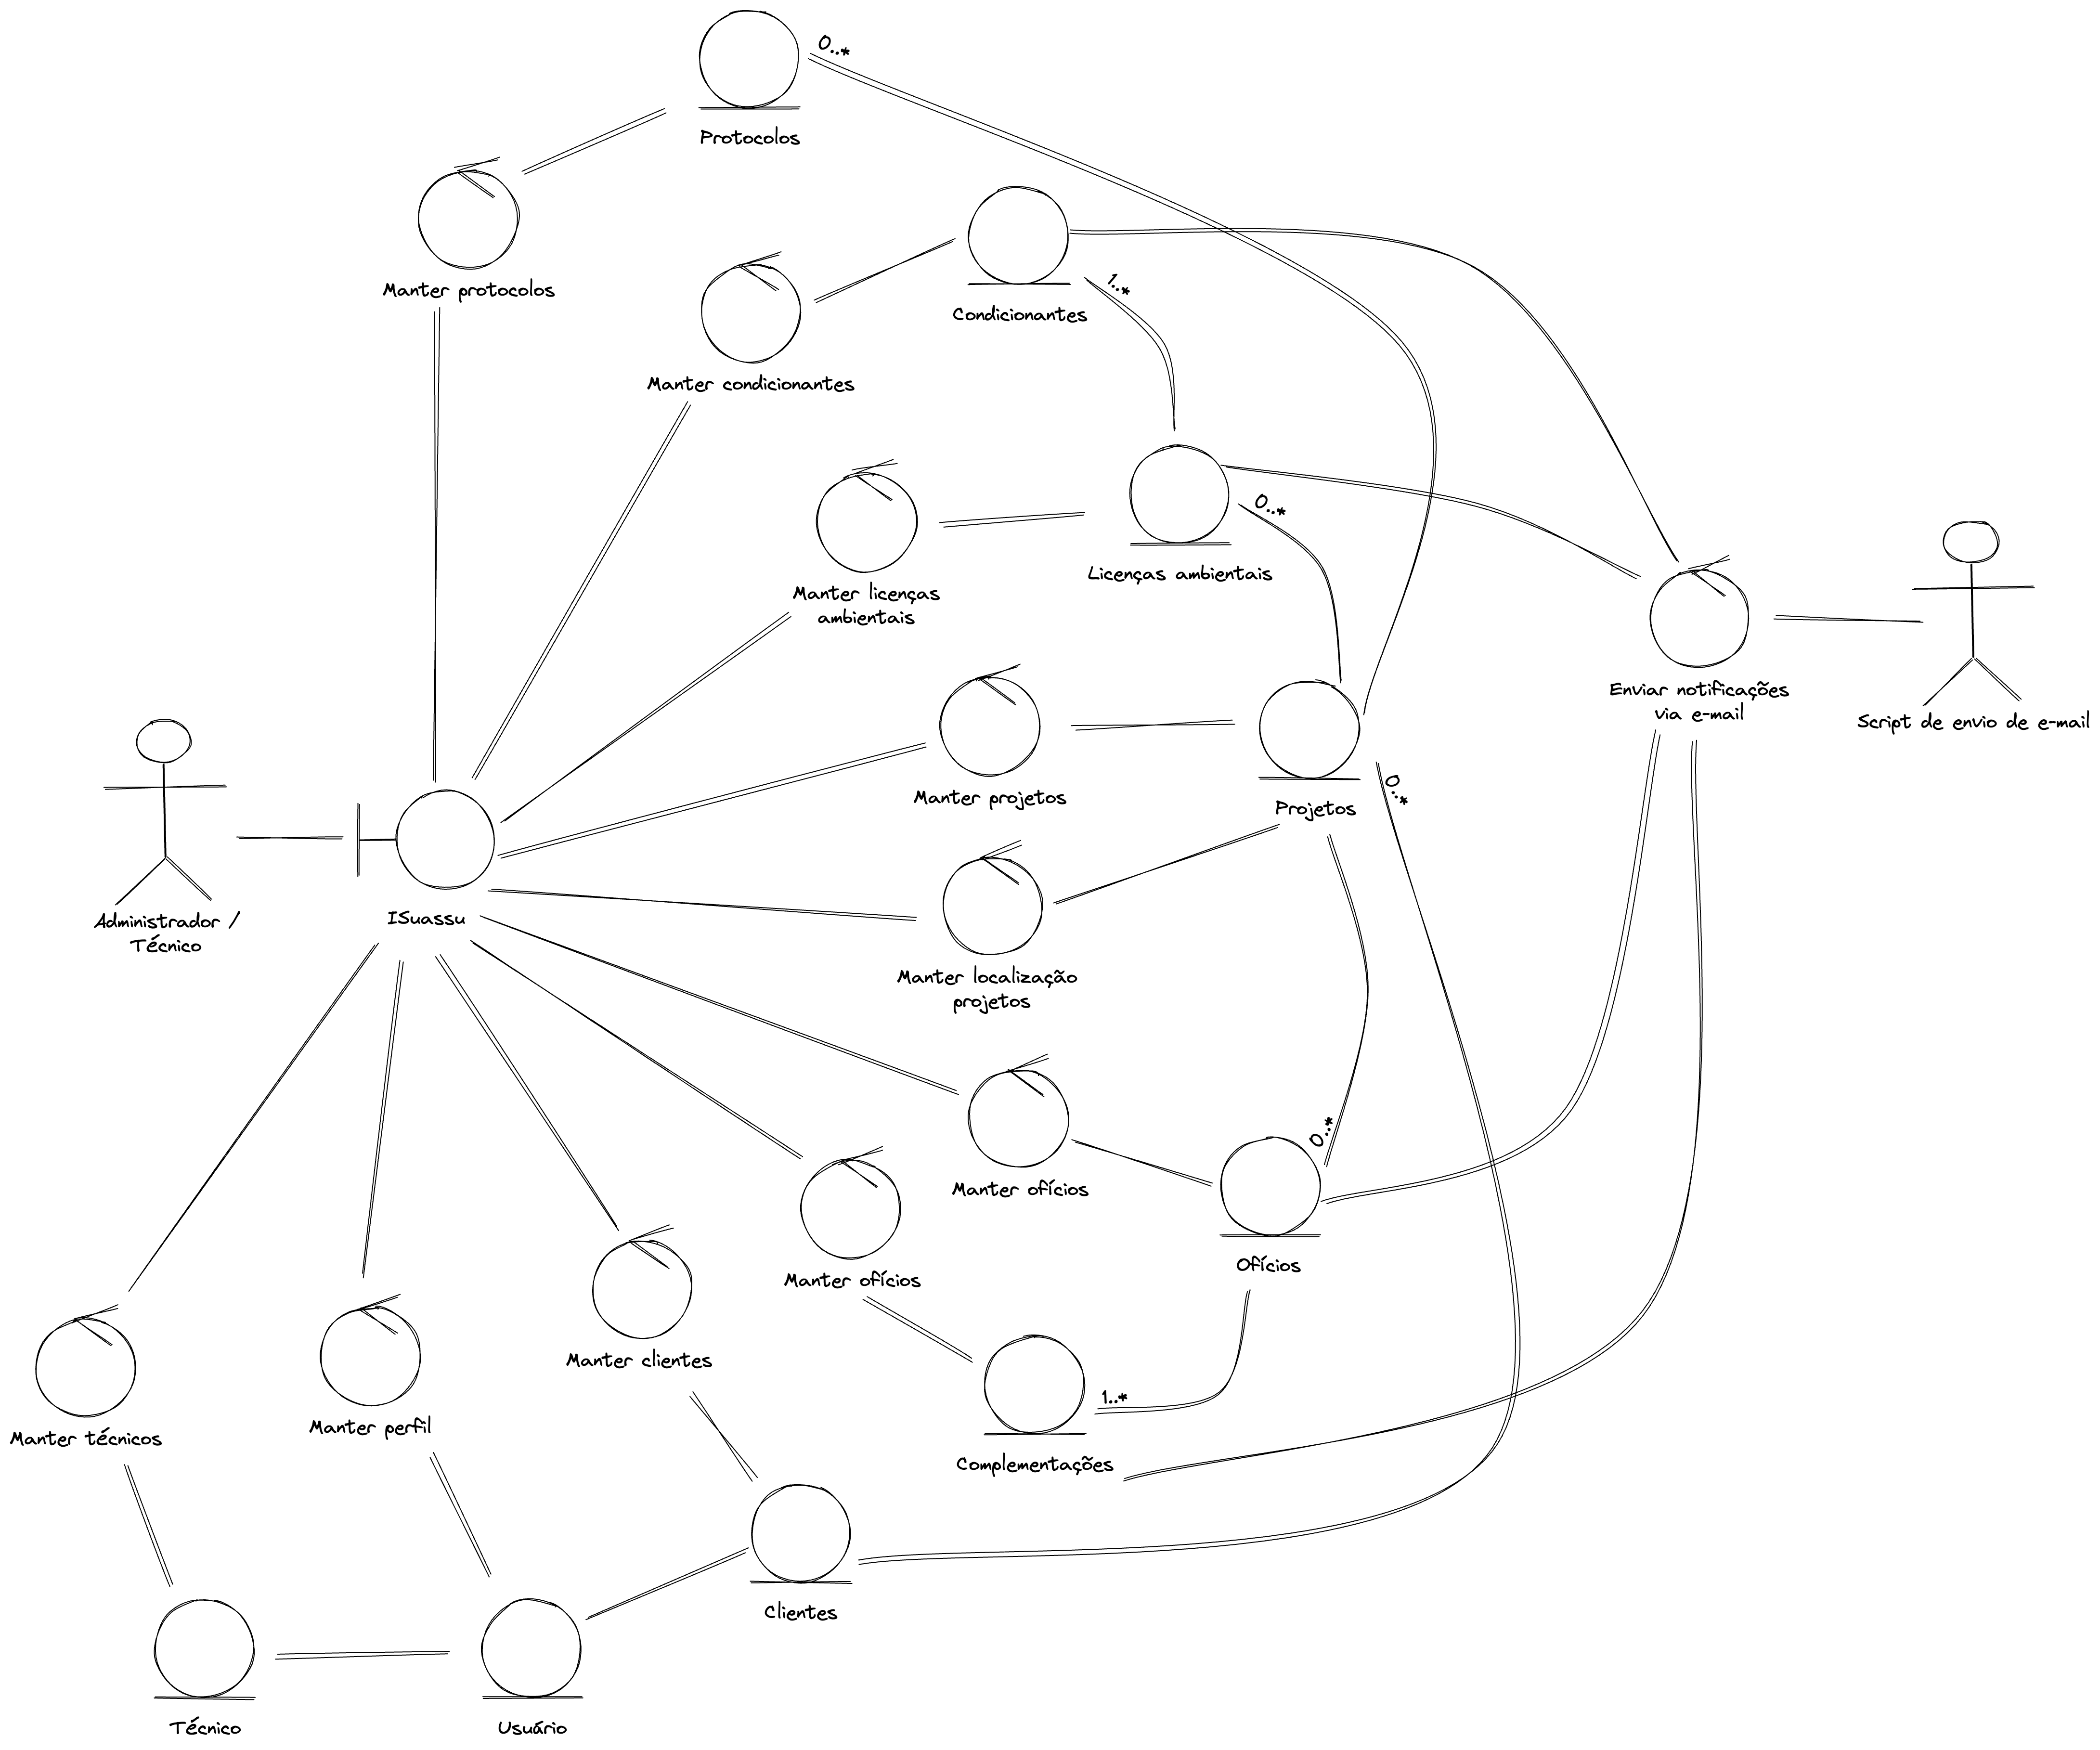 0..*
Protocolos
Manter protocolos
1..*
Condicionantes
Manter condicionantes
0..*
Licenças ambientais
Manter licenças
ambientais
Enviar notificações
via e-mail
Script de envio de e-mail
0..*
Manter projetos
Projetos
Administrador /
Técnico
ISuassu
Manter localização
projetos
0..*
Manter ofícios
Ofícios
Manter ofícios
Manter clientes
1..*
Manter técnicos
Manter perfil
Complementações
Clientes
Técnico
Usuário